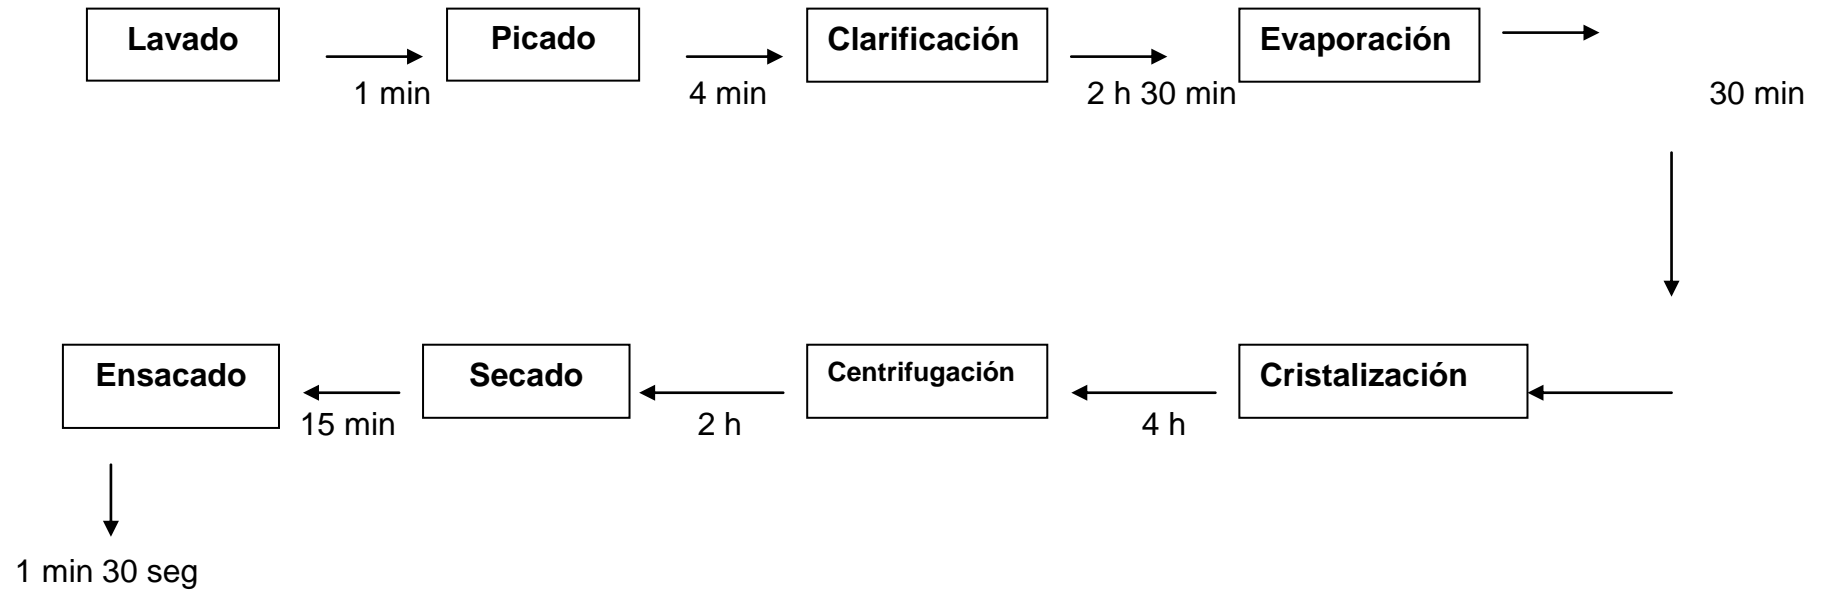 Lavado
Picado
Clarificación
Evaporación
1 min
4 min
2 h 30 min
30 min
Ensacado
Secado
Centrifugación
Cristalización
15 min
2 h
4 h
1 min 30 seg